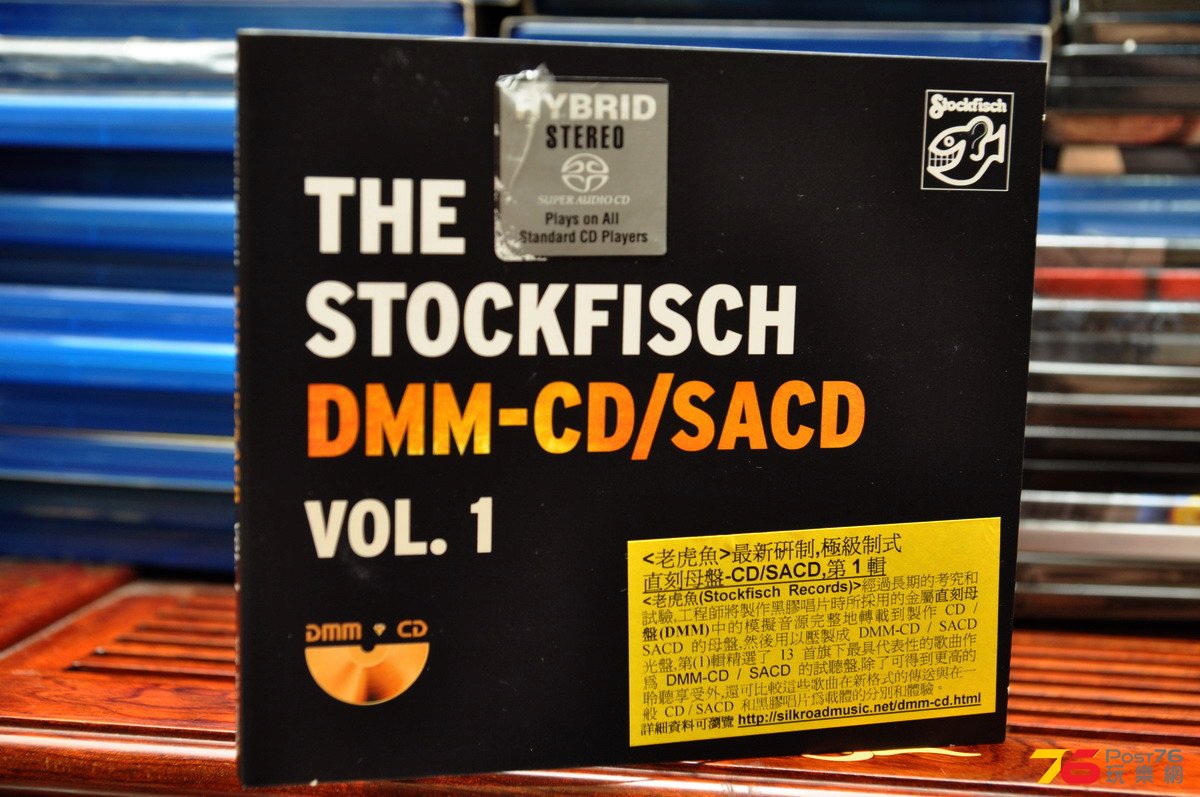 HYBRID
STEREO
SUPER AUDIO CD
Plays on All
Standard CD Players
Stockfisch
THE
STOCKFISCH
DMM-CD/SACD
VOL. 1
DMM CD
<老虎魚>最新研制,極級制式
直刻母盤-CD/SACD,第1輯
<老虎魚(Stockfisch Records)>經過長期的考究和
試驗,工程師將製作黑膠唱片時所採用的金屬直刻母
盤(DMM)中的模擬音源完整地轉載到製作 CD /
SACD 的母盤,然後用以壓製成 DMM-CD / SACD
光盤,第(1)輯精選了 13 首旗下最具代表性的歌曲作
爲 DMM-CD / SACD 的試聽盤,除了可得到更高的
聆聽享受外,還可比較這些歌曲在新格式的傳送與在一
般 CD/SACD 和黑膠唱片爲載體的分別和體驗。
詳細資料可瀏覽 http://silkroadmusic.net/dmm-cd.html
76 POST76
玩樂網